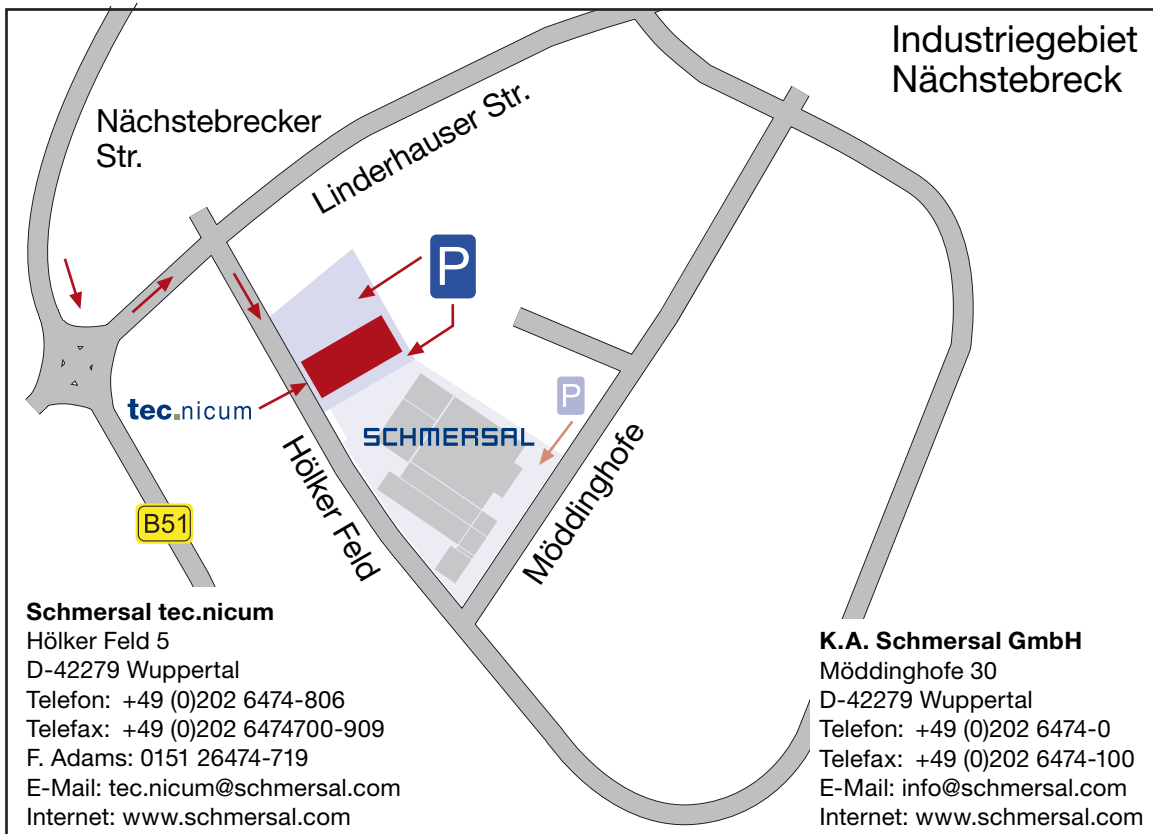 Industriegebiet
Nächstebreck
Nächstebrecker
Str.
Linderhauser Str.
P
P
tec.nicum
SCHMERSAL
Hölker Feld
Möddinghofe
B51
Schmersal tec.nicum
Hölker Feld 5
D-42279 Wuppertal
Telefon: +49 (0)202 6474-806
Telefax: +49 (0)202 6474700-909
F. Adams: 0151 26474-719
E-Mail: tec.nicum@schmersal.com
Internet: www.schmersal.com
K.A. Schmersal GmbH
Möddinghofe 30
D-42279 Wuppertal
Telefon: +49 (0)202 6474-0
Telefax: +49 (0)202 6474-100
E-Mail: info@schmersal.com
Internet: www.schmersal.com